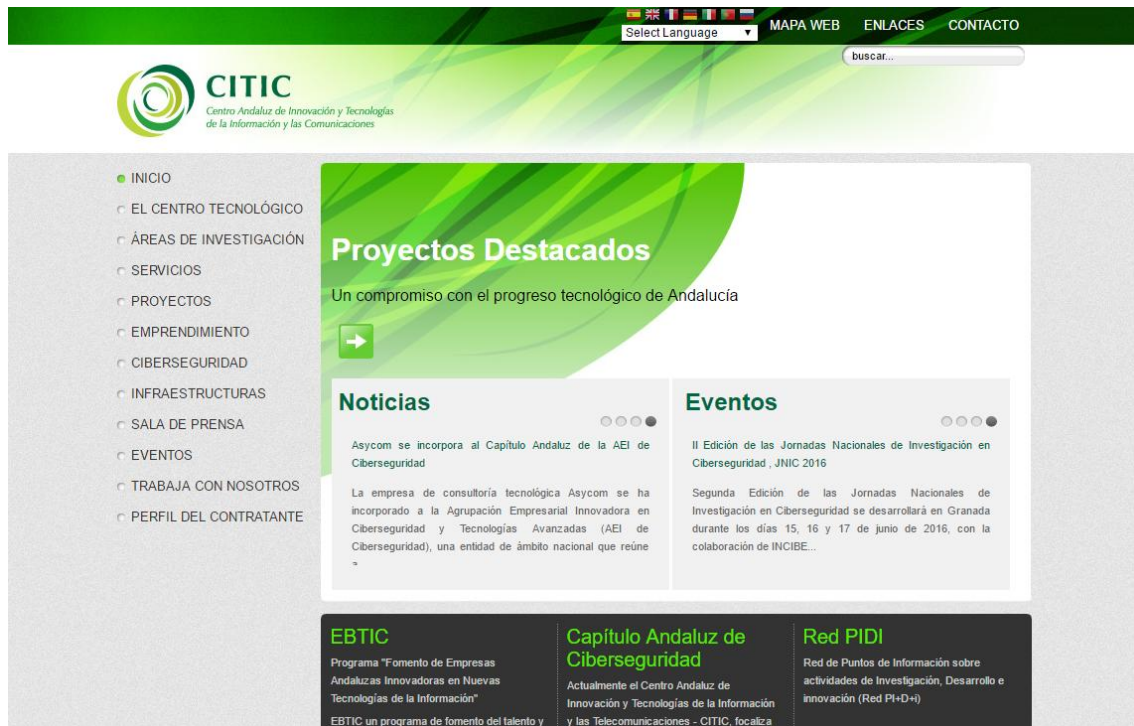 Select Language
MAPA WEB
ENLACES
CONTACTO
buscar...
CITIC
Centro Andaluz de Innovación y Tecnologías
de la Información y las Comunicaciones
INICIO
EL CENTRO TECNOLÓGICO
ÁREAS DE INVESTIGACIÓN
SERVICIOS
PROYECTOS
EMPRENDIMIENTO
CIBERSEGURIDAD
INFRAESTRUCTURAS
SALA DE PRENSA
EVENTOS
TRABAJA CON NOSOTROS
PERFIL DEL CONTRATANTE
Proyectos Destacados
Un compromiso con el progreso tecnológico de Andalucía
Noticias
Asycom se incorpora al Capítulo Andaluz de la AEI de
Ciberseguridad
La empresa de consultoría tecnológica Asycom se ha
incorporado a la Agrupación Empresarial Innovadora en
Ciberseguridad y Tecnologías Avanzadas (AEI de
Ciberseguridad), una entidad de ámbito nacional que reúne
Eventos
II Edición de las Jornadas Nacionales de Investigación en
Ciberseguridad , JNIC 2016
Segunda Edición de las Jornadas Nacionales de
Investigación en Ciberseguridad se desarrollará en Granada
durante los días 15, 16 y 17 de junio de 2016, con la
colaboración de INCIBE...
EBTIC
Programa "Fomento de Empresas
Andaluzas Innovadoras en Nuevas
Tecnologías de la Información"
EBTIC un programa de fomento del talento y
Capítulo Andaluz de
Ciberseguridad
Actualmente el Centro Andaluz de
Innovación y Tecnologías de la Información
y las Telecomunicaciones - CITIC, focaliza
Red PIDI
Red de Puntos de Información sobre
actividades de Investigación, Desarrollo e
innovación (Red PI+D+i)